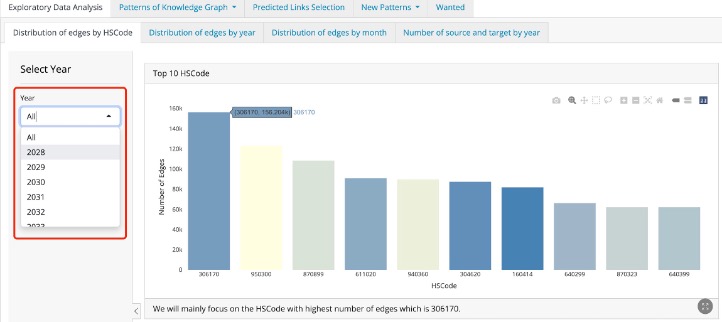 Exploratory Data Analysis Patterns of Knowledge Graph Predicted Links Selection New Patterns Wanted
Distribution of edges by HSCode Distribution of edges by year Distribution of edges by month Number of source and target by year
Select Year
Year
All
All
2028
2029
2030
2031
2032
2033
Top 10 HSCode
(306170, 156.204k) 306170
160k
140k
120k
100k
80k
60k
40k
20k
0
Number of Edges
306170 950300 870899 611020 940360 304620 160414 640299 870323 640399
HSCode
We will mainly focus on the HSCode with highest number of edges which is 306170.